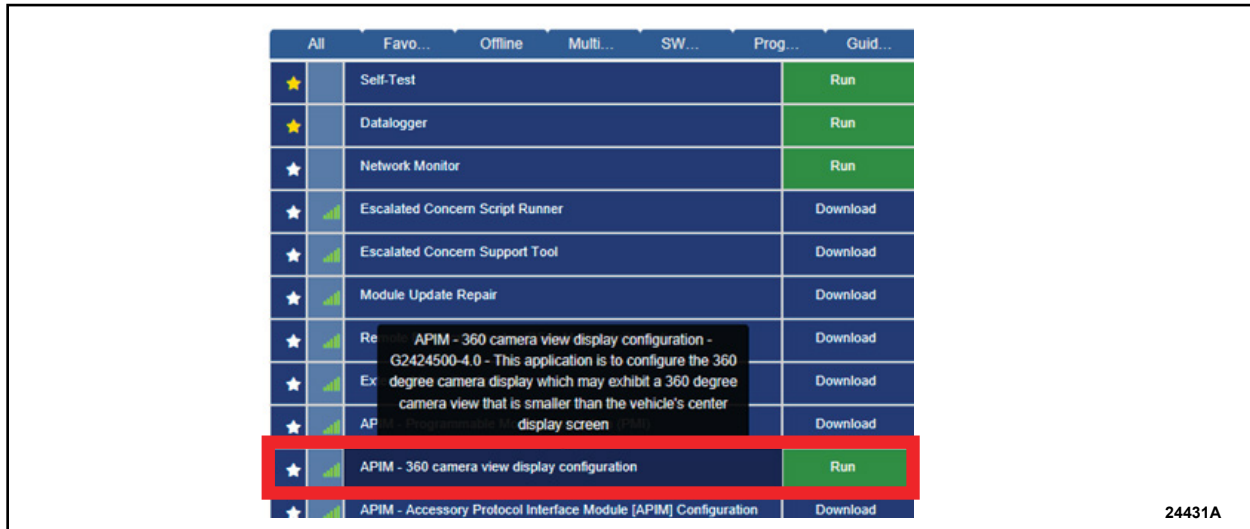 All Favo... Offline Multi... SW... Prog... Guid...
Self-Test Run
Datalogger Run
Network Monitor Run
Escalated Concern Script Runner Download
Escalated Concern Support Tool Download
Module Update Repair Download
Re Download
APIM - 360 camera view display configuration -
G2424500-4.0 - This application is to configure the 360
degree camera display which may exhibit a 360 degree
camera view that is smaller than the vehicle's center
display screen
Ex Download
AP (PMI) Download
APIM - 360 camera view display configuration Run
APIM - Accessory Protocol Interface Module [APIM] Configuration Download
24431A